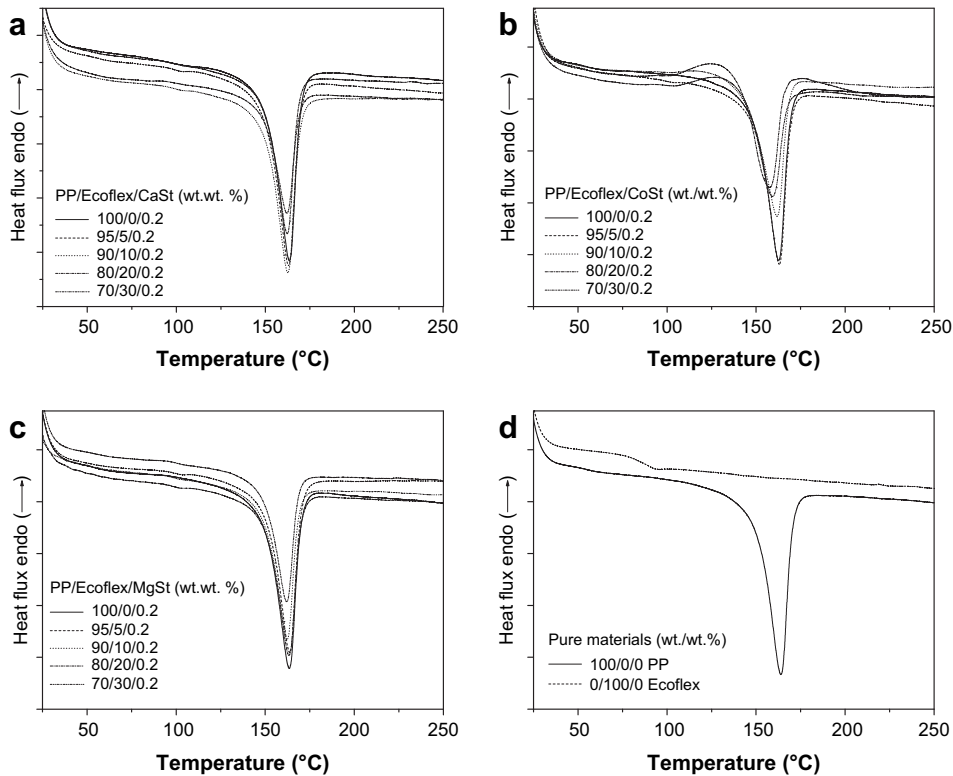 a
Heat flux endo (⟶)
PP/Ecoflex/CaSt (wt.wt. %)
100/0/0.2
95/5/0.2
90/10/0.2
80/20/0.2
70/30/0.2
50 100 150 200 250
Temperature (°C)
b
Heat flux endo (⟶)
PP/Ecoflex/CoSt (wt./wt.%)
100/0/0.2
95/5/0.2
90/10/0.2
80/20/0.2
70/30/0.2
50 100 150 200 250
Temperature (°C)
c
Heat flux endo (⟶)
PP/Ecoflex/MgSt (wt.wt. %)
100/0/0.2
95/5/0.2
90/10/0.2
80/20/0.2
70/30/0.2
50 100 150 200 250
Temperature (°C)
d
Heat flux endo (⟶)
Pure materials (wt./wt.%)
100/0/0 PP
0/100/0 Ecoflex
50 100 150 200 250
Temperature (°C)